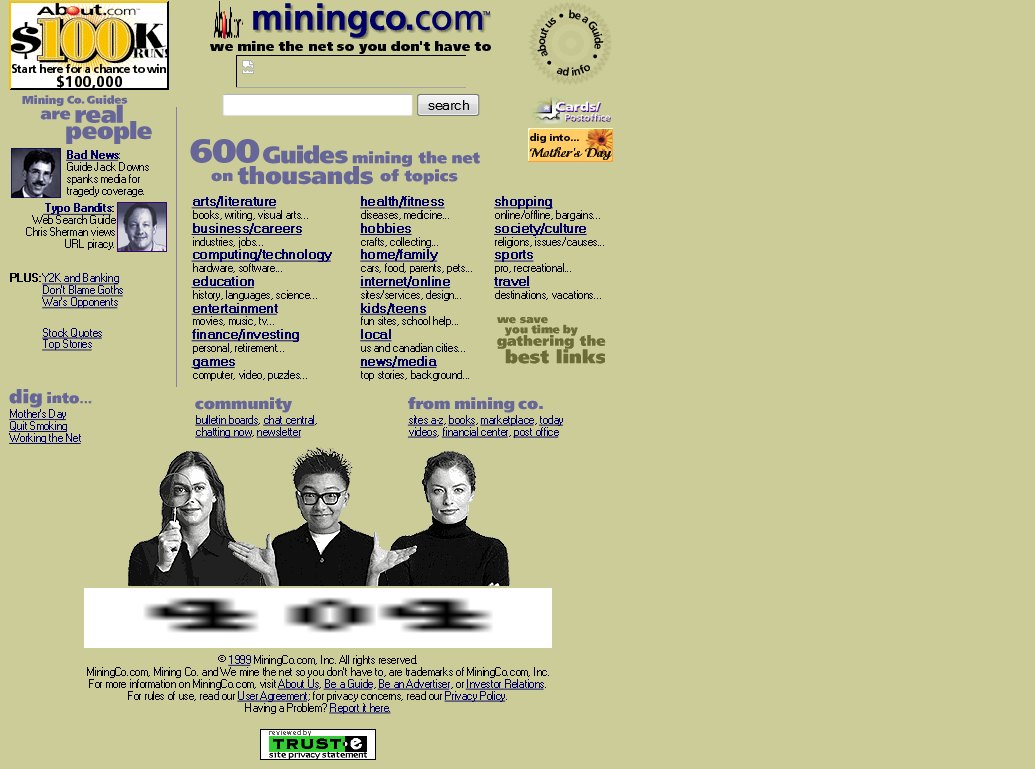 About.com™
$100K
RUN!
Start here for a chance to win
$100,000
About miningco.com™
we mine the net so you don't have to
about us • be a Guide • ad info •
search
Cards/
Postoffice
dig into...
Mother's Day
Mining Co. Guides
are real
people
Bad News:
Guide Jack Downs
spanks media for
tragedy coverage.
Typo Bandits:
Web Search Guide
Chris Sherman views
URL piracy.
PLUS: Y2K and Banking
Don't Blame Goths
War's Opponents
Stock Quotes
Top Stories
600 Guides mining the net
on thousands of topics
arts/literature
books, writing, visual arts...
business/careers
industries, jobs...
computing/technology
hardware, software...
education
history, languages, science...
entertainment
movies, music, tv...
finance/investing
personal, retirement...
games
computer, video, puzzles...
health/fitness
diseases, medicine...
hobbies
crafts, collecting...
home/family
cars, food, parents, pets...
internet/online
sites/services, design...
kids/teens
fun sites, school help...
local
us and canadian cities...
news/media
top stories, background...
shopping
online/offline, bargains...
society/culture
religions, issues/causes...
sports
pro, recreational...
travel
destinations, vacations...
we save
you time by
gathering the
best links
dig into...
Mother's Day
Quit Smoking
Working the Net
community
bulletin boards, chat central,
chatting now, newsletter
from mining co.
sites a-z, books, marketplace, today
videos, financial center, post office
404
© 1999 MiningCo.com, Inc. All rights reserved.
MiningCo.com, Mining Co. and We mine the net so you don't have to, are trademarks of MiningCo.com, Inc.
For more information on MiningCo.com, visit About Us, Be a Guide, Be an Advertiser, or Investor Relations.
For rules of use, read our User Agreement; for privacy concerns, read our Privacy Policy.
Having a Problem? Report it here.
reviewed by
TRUST•e
site privacy statement